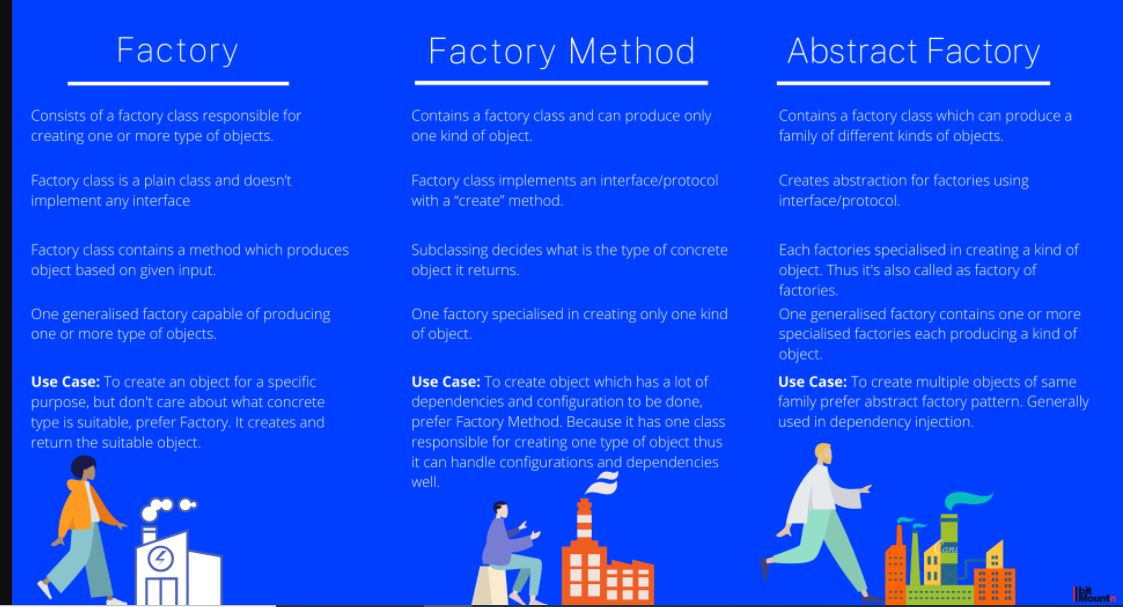 Factory
Consists of a factory class responsible for
creating one or more type of objects.
Factory class is a plain class and doesn't
implement any interface
Factory class contains a method which produces
object based on given input.
One generalised factory capable of producing
one or more type of objects.
Use Case: To create an object for a specific
purpose, but don't care about what concrete
type is suitable, prefer Factory. It creates and
return the suitable object.
Factory Method
Contains a factory class and can produce only
one kind of object.
Factory class implements an interface/protocol
with a “create” method.
Subclassing decides what is the type of concrete
object it returns.
One factory specialised in creating only one kind
of object.
Use Case: To create object which has a lot of
dependencies and configuration to be done,
prefer Factory Method. Because it has one class
responsible for creating one type of object thus
it can handle configurations and dependencies
well.
Abstract Factory
Contains a factory class which can produce a
family of different kinds of objects.
Creates abstraction for factories using
interface/protocol.
Each factories specialised in creating a kind of
object. Thus it's also called as factory of
factories.
One generalised factory contains one or more
specialised factories each producing a kind of
object.
Use Case: To create multiple objects of same
family prefer abstract factory pattern. Generally
used in dependency injection.
bit